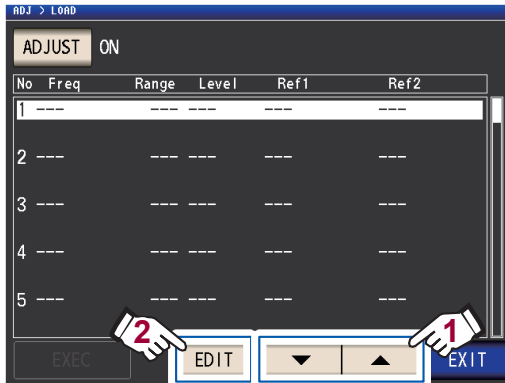 ADJ > LOAD
ADJUST ON
No Freq Range Level Ref1 Ref2
1 --- --- --- --- ---
2 --- --- --- --- ---
3 --- --- --- --- ---
4 --- --- --- --- ---
5 --- --- --- --- ---
2 1
EXEC EDIT ▼ ▲ EXIT